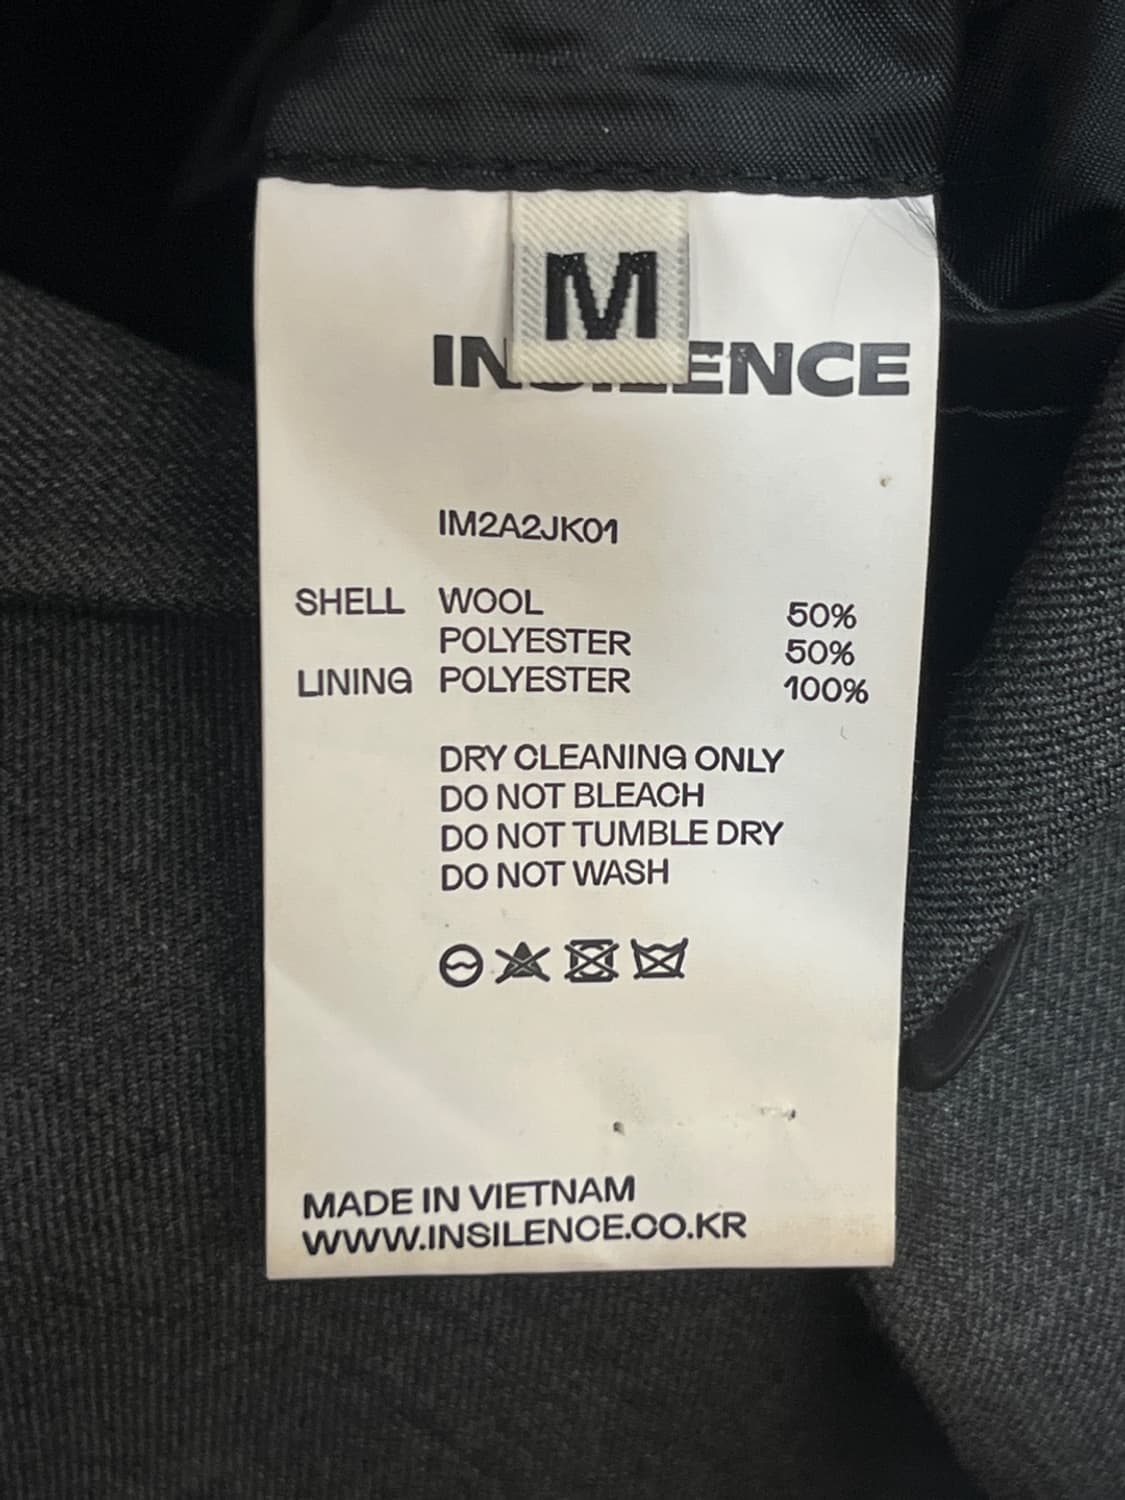 M
INSILENCE
IM2A2JK01
SHELL WOOL 50%
POLYESTER 50%
LINING POLYESTER 100%
DRY CLEANING ONLY
DO NOT BLEACH
DO NOT TUMBLE DRY
DO NOT WASH
MADE IN VIETNAM
WWW.INSILENCE.CO.KR